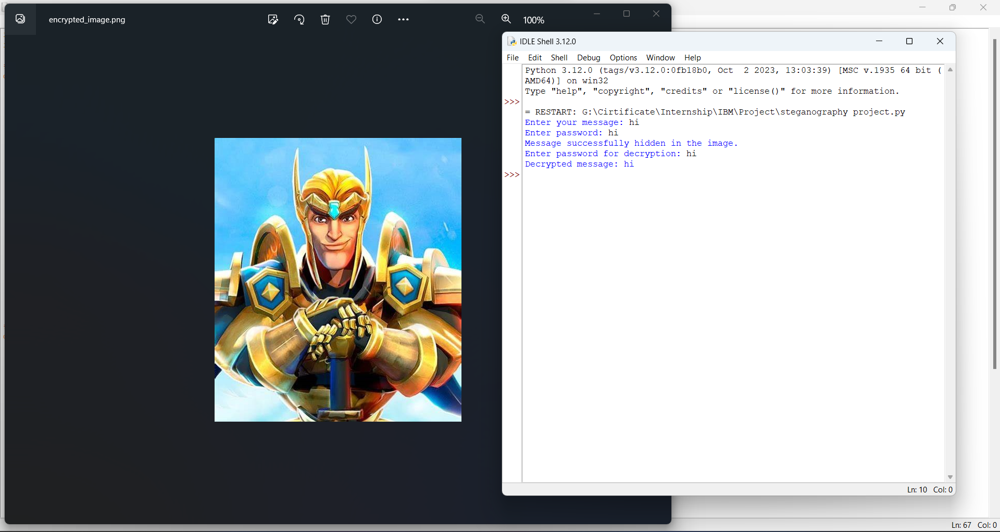 encrypted_image.png
100%
IDLE Shell 3.12.0
File Edit Shell Debug Options Window Help
Python 3.12.0 (tags/v3.12.0:0fb18b0, Oct  2 2023, 13:03:39) [MSC v.1935 64 bit (
AMD64)] on win32
Type "help", "copyright", "credits" or "license()" for more information.
>>>
= RESTART: G:\Cirtificate\Internship\IBM\Project\steganography project.py
Enter your message: hi
Enter password: hi
Message successfully hidden in the image.
Enter password for decryption: hi
Decrypted message: hi
>>>
Ln: 10 Col: 0
Ln: 67 Col: 0